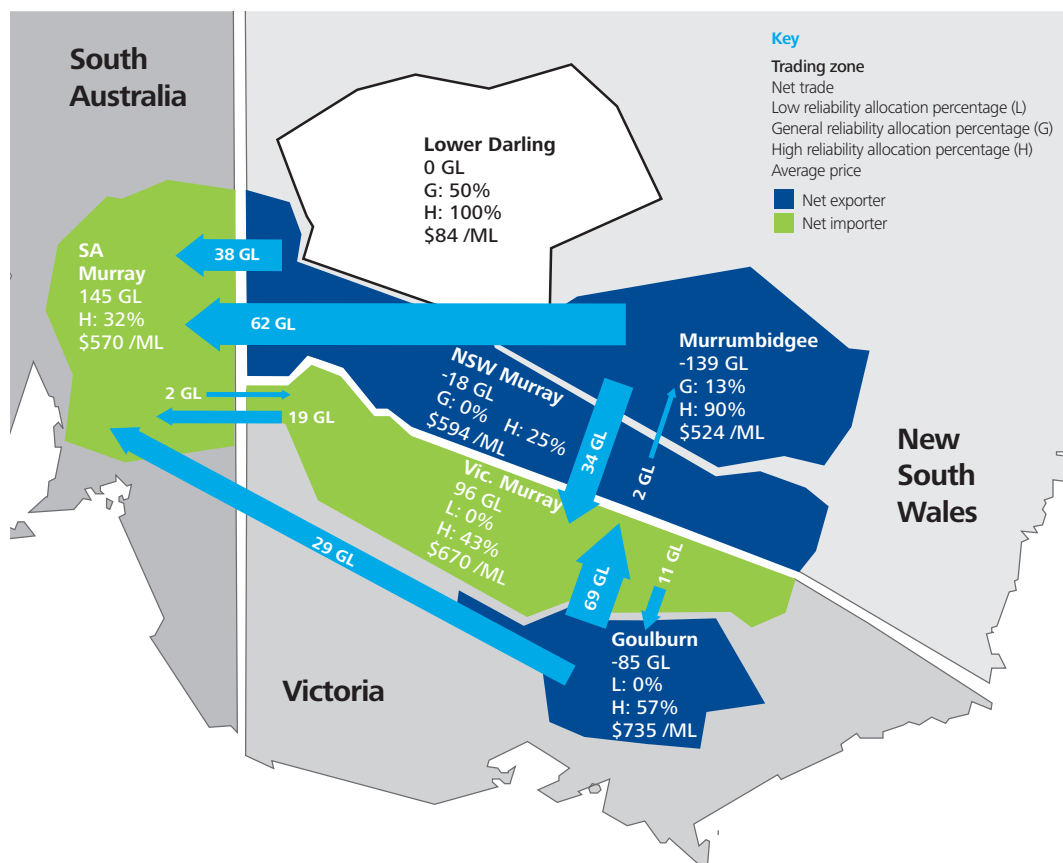 South
Australia
Key
Trading zone
Net trade
Low reliability allocation percentage (L)
General reliability allocation percentage (G)
High reliability allocation percentage (H)
Average price
Net exporter
Net importer
Lower Darling
0 GL
G: 50%
H: 100%
$84 /ML
SA
Murray
145 GL
H: 32%
$570 /ML
38 GL
62 GL
2 GL
19 GL
29 GL
NSW Murray
-18 GL
G: 0% H: 25%
$594 /ML
34 GL
2 GL
Murrumbidgee
-139 GL
G: 13%
H: 90%
$524 /ML
New
South
Wales
Vic. Murray
96 GL
L: 0%
H: 43%
$670 /ML
69 GL
11 GL
Goulburn
-85 GL
L: 0%
H: 57%
$735 /ML
Victoria